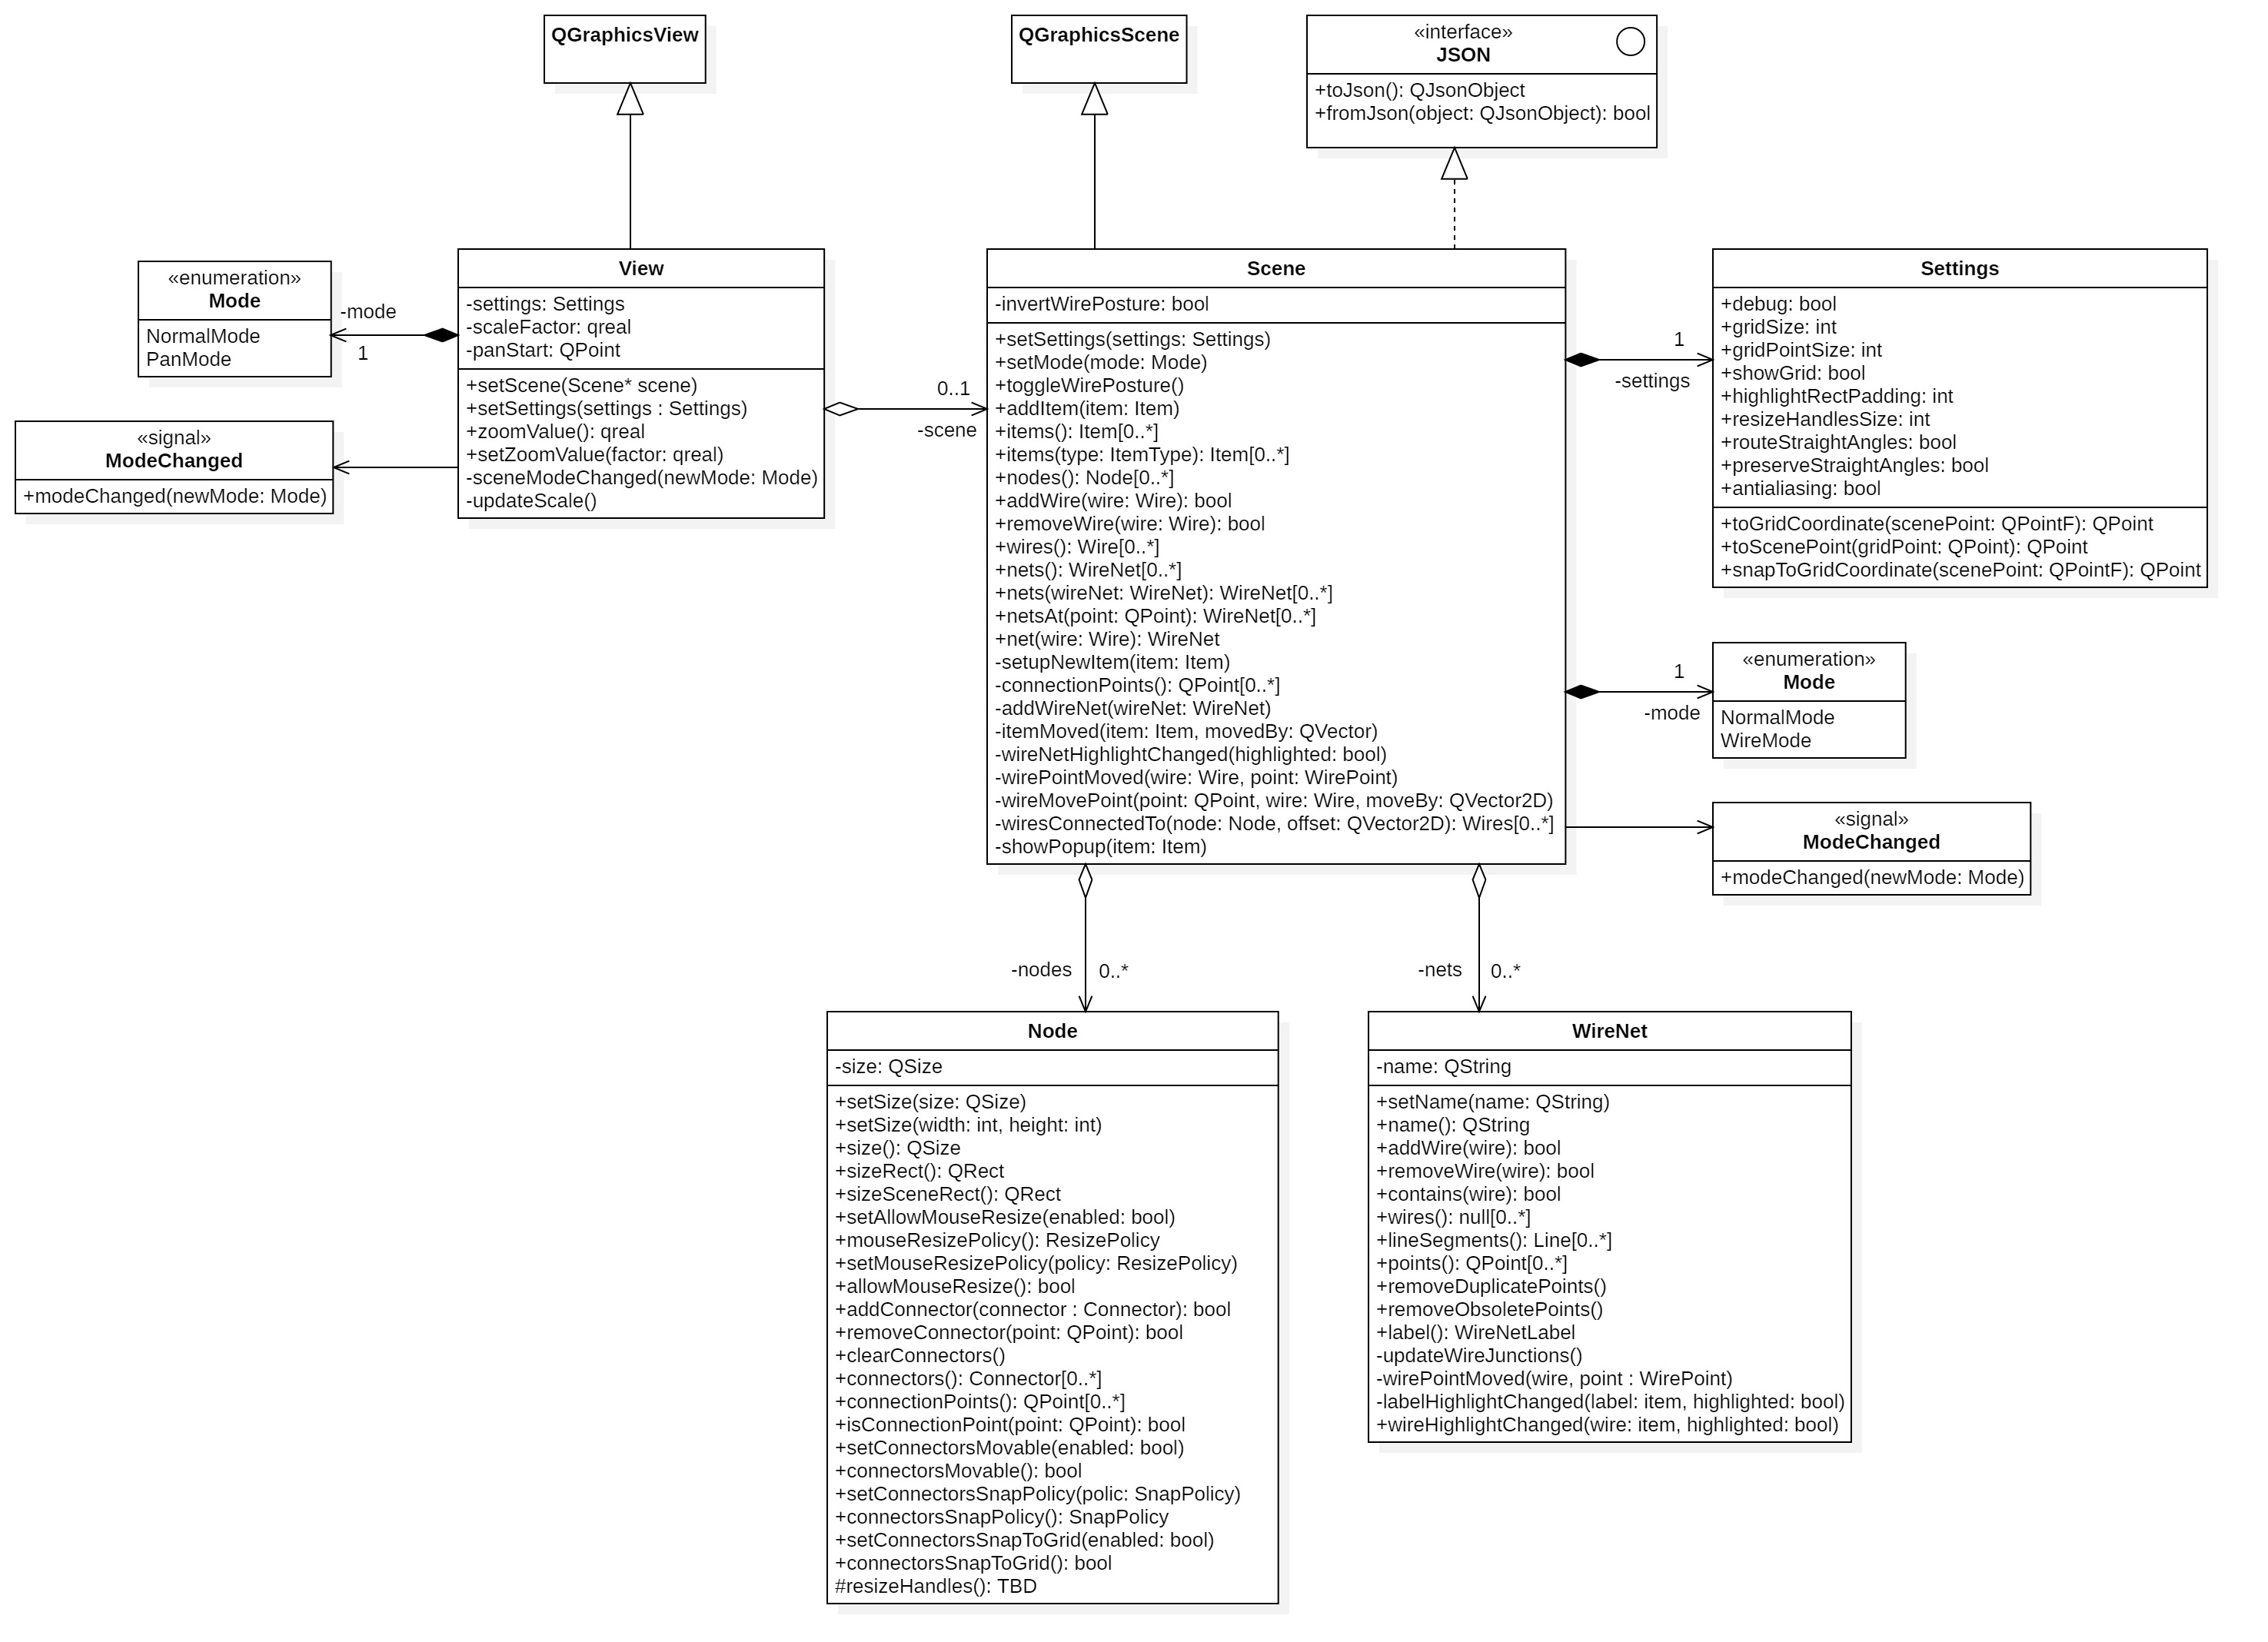 QGraphicsView
QGraphicsScene
«interface»
JSON
+toJson(): QJsonObject
+fromJson(object: QJsonObject): bool
«enumeration»
Mode
NormalMode
PanMode
-mode
1
«signal»
ModeChanged
+modeChanged(newMode: Mode)
View
-settings: Settings
-scaleFactor: qreal
-panStart: QPoint
+setScene(Scene* scene)
+setSettings(settings : Settings)
+zoomValue(): qreal
+setZoomValue(factor: qreal)
-sceneModeChanged(newMode: Mode)
-updateScale()
0..1
-scene
Scene
-invertWirePosture: bool
+setSettings(settings: Settings)
+setMode(mode: Mode)
+toggleWirePosture()
+addItem(item: Item)
+items(): Item[0..*]
+items(type: ItemType): Item[0..*]
+nodes(): Node[0..*]
+addWire(wire: Wire): bool
+removeWire(wire: Wire): bool
+wires(): Wire[0..*]
+nets(): WireNet[0..*]
+nets(wireNet: WireNet): WireNet[0..*]
+netsAt(point: QPoint): WireNet[0..*]
+net(wire: Wire): WireNet
-setupNewItem(item: Item)
-connectionPoints(): QPoint[0..*]
-addWireNet(wireNet: WireNet)
-itemMoved(item: Item, movedBy: QVector)
-wireNetHighlightChanged(highlighted: bool)
-wirePointMoved(wire: Wire, point: WirePoint)
-wireMovePoint(point: QPoint, wire: Wire, moveBy: QVector2D)
-wiresConnectedTo(node: Node, offset: QVector2D): Wires[0..*]
-showPopup(item: Item)
1
-settings
Settings
+debug: bool
+gridSize: int
+gridPointSize: int
+showGrid: bool
+highlightRectPadding: int
+resizeHandlesSize: int
+routeStraightAngles: bool
+preserveStraightAngles: bool
+antialiasing: bool
+toGridCoordinate(scenePoint: QPointF): QPoint
+toScenePoint(gridPoint: QPoint): QPoint
+snapToGridCoordinate(scenePoint: QPointF): QPoint
1
-mode
«enumeration»
Mode
NormalMode
WireMode
«signal»
ModeChanged
+modeChanged(newMode: Mode)
-nodes
0..*
-nets
0..*
Node
-size: QSize
+setSize(size: QSize)
+setSize(width: int, height: int)
+size(): QSize
+sizeRect(): QRect
+sizeSceneRect(): QRect
+setAllowMouseResize(enabled: bool)
+mouseResizePolicy(): ResizePolicy
+setMouseResizePolicy(policy: ResizePolicy)
+allowMouseResize(): bool
+addConnector(connector : Connector): bool
+removeConnector(point: QPoint): bool
+clearConnectors()
+connectors(): Connector[0..*]
+connectionPoints(): QPoint[0..*]
+isConnectionPoint(point: QPoint): bool
+setConnectorsMovable(enabled: bool)
+connectorsMovable(): bool
+setConnectorsSnapPolicy(polic: SnapPolicy)
+connectorsSnapPolicy(): SnapPolicy
+setConnectorsSnapToGrid(enabled: bool)
+connectorsSnapToGrid(): bool
#resizeHandles(): TBD
WireNet
-name: QString
+setName(name: QString)
+name(): QString
+addWire(wire): bool
+removeWire(wire): bool
+contains(wire): bool
+wires(): null[0..*]
+lineSegments(): Line[0..*]
+points(): QPoint[0..*]
+removeDuplicatePoints()
+removeObsoletePoints()
+label(): WireNetLabel
-updateWireJunctions()
-wirePointMoved(wire, point : WirePoint)
-labelHighlightChanged(label: item, highlighted: bool)
+wireHighlightChanged(wire: item, highlighted: bool)